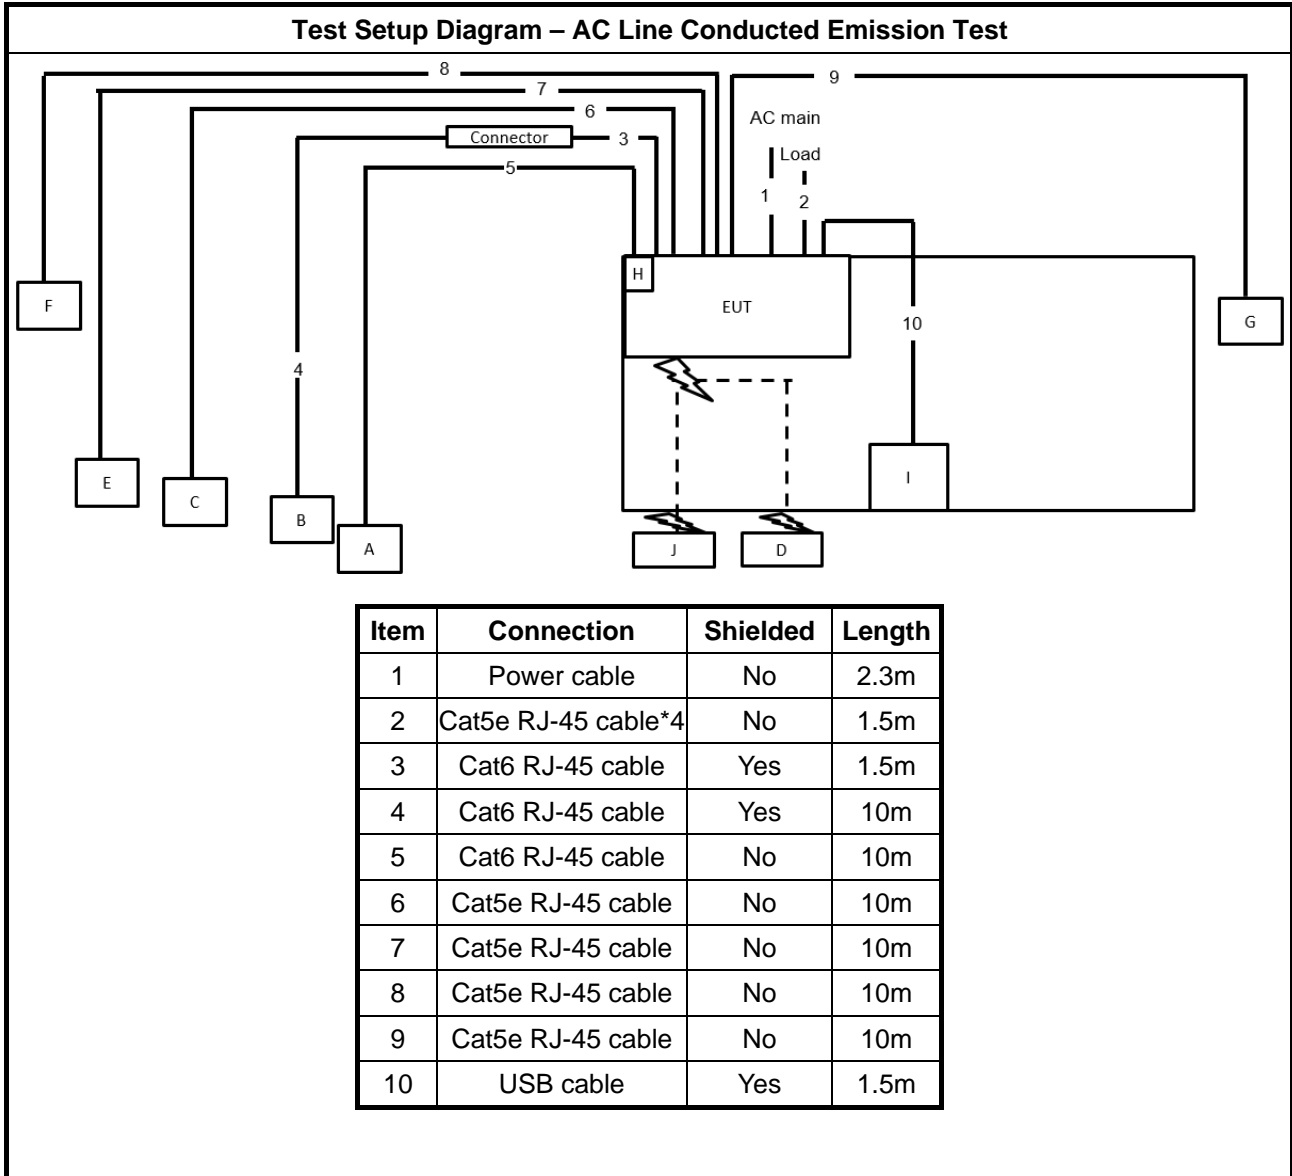 Test Setup Diagram – AC Line Conducted Emission Test
8
9
7
6
AC main
Connector
3
Load
5
1
2
H
F
EUT
G
10
4
E
I
C
B
A
J
D
Item Connection Shielded Length
1 Power cable No 2.3m
2 Cat5e RJ-45 cable*4 No 1.5m
3 Cat6 RJ-45 cable Yes 1.5m
4 Cat6 RJ-45 cable Yes 10m
5 Cat6 RJ-45 cable No 10m
6 Cat5e RJ-45 cable No 10m
7 Cat5e RJ-45 cable No 10m
8 Cat5e RJ-45 cable No 10m
9 Cat5e RJ-45 cable No 10m
10 USB cable Yes 1.5m